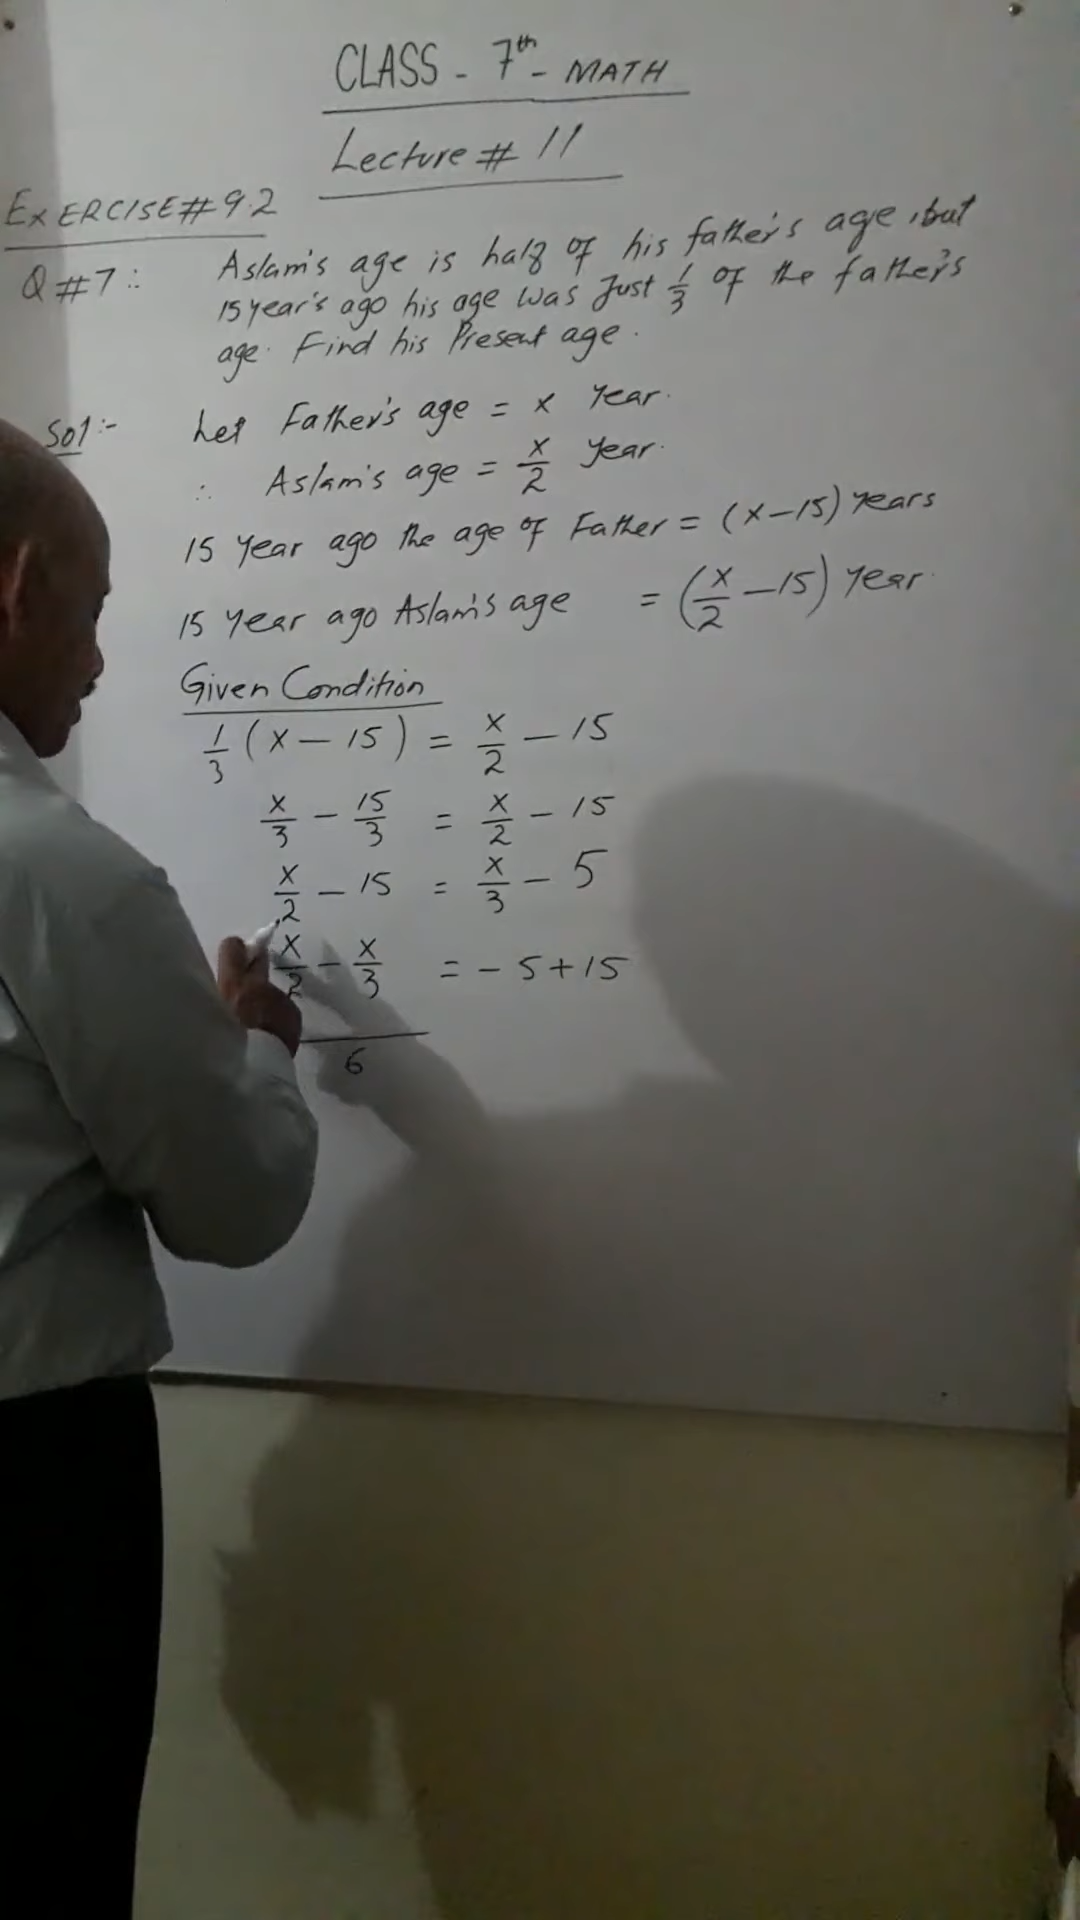 CLASS - 7th - MATH
Lecture # 11
EXERCISE # 9.2
Q # 7 :- Aslam's age is half of his father's age, but
15 year's ago his age was Just 1/3 of the father's
age. Find his Present age.
Sol :- Let Father's age = x Year.
∴ Aslam's age = x/2 Year.
15 Year ago the age of Father = (x-15) Years
15 Year ago Aslam's age = (x/2 - 15) Year.
Given Condition
1/3 (x - 15) = x/2 - 15
x/3 - 15/3 = x/2 - 15
x/2 - 15 = x/3 - 5
x/2 - x/3 = - 5 + 15
6